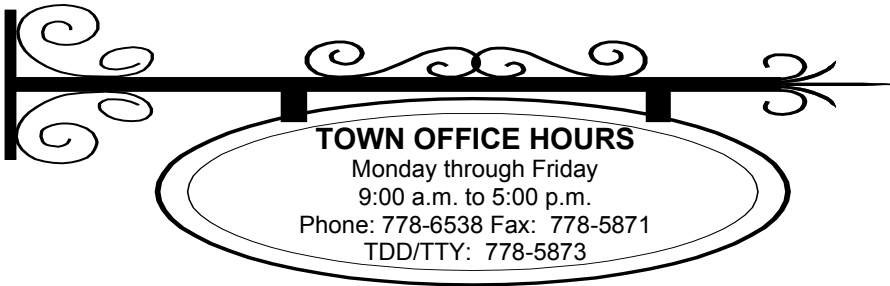 TOWN OFFICE HOURS
Monday through Friday
9:00 a.m. to 5:00 p.m.
Phone: 778-6538 Fax:  778-5871
TDD/TTY:  778-5873